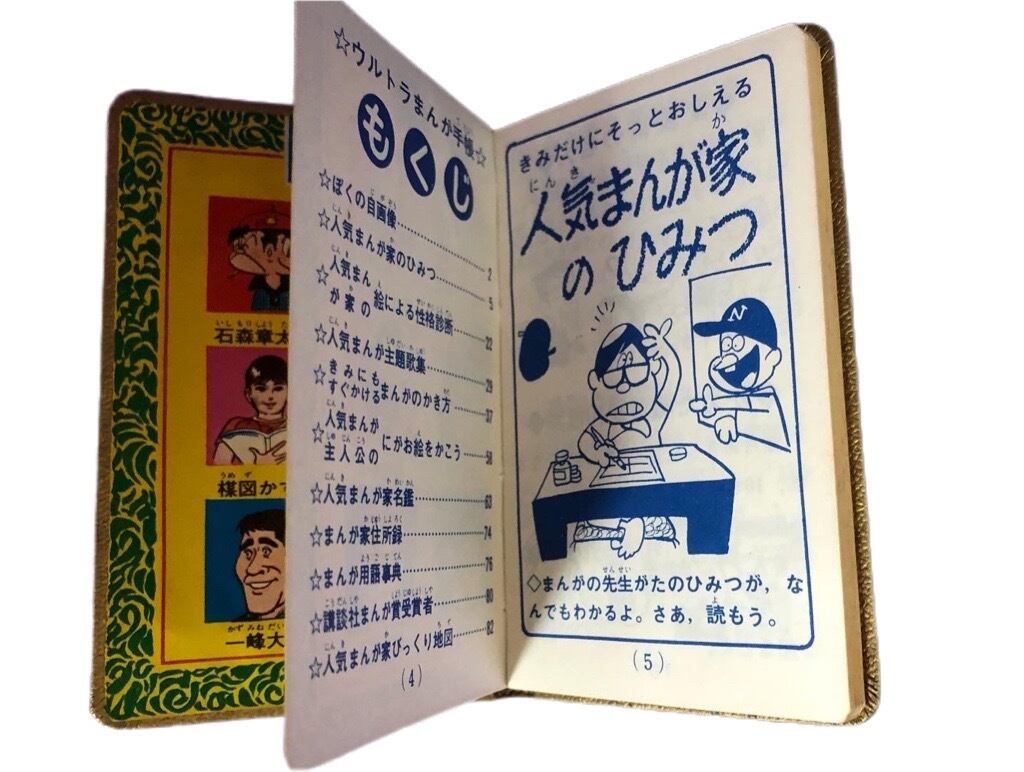 石森章太
楳図かず
一峰大
☆ウルトラまんが手帳☆
もくじ
☆ぼくの自画像……2
☆人気まんが家のひみつ……5
☆人気まん
が家の絵による性格診断……22
☆人気まんが主題歌集……29
☆きみにも
すぐかけるまんがのかき方……37
☆人気まんが
主人公のにがお絵をかこう……58
☆人気まんが家名鑑……63
☆まんが家住所録……74
☆まんが用語事典……76
☆講談社まんが賞受賞者……80
☆人気まんが家びっくり地図……82
(4)
きみだけにそっとおしえる
人気まんが家
のひみつ
N
◇まんがの先生がたのひみつが，な
んでもわかるよ。さあ，読もう。
(5)